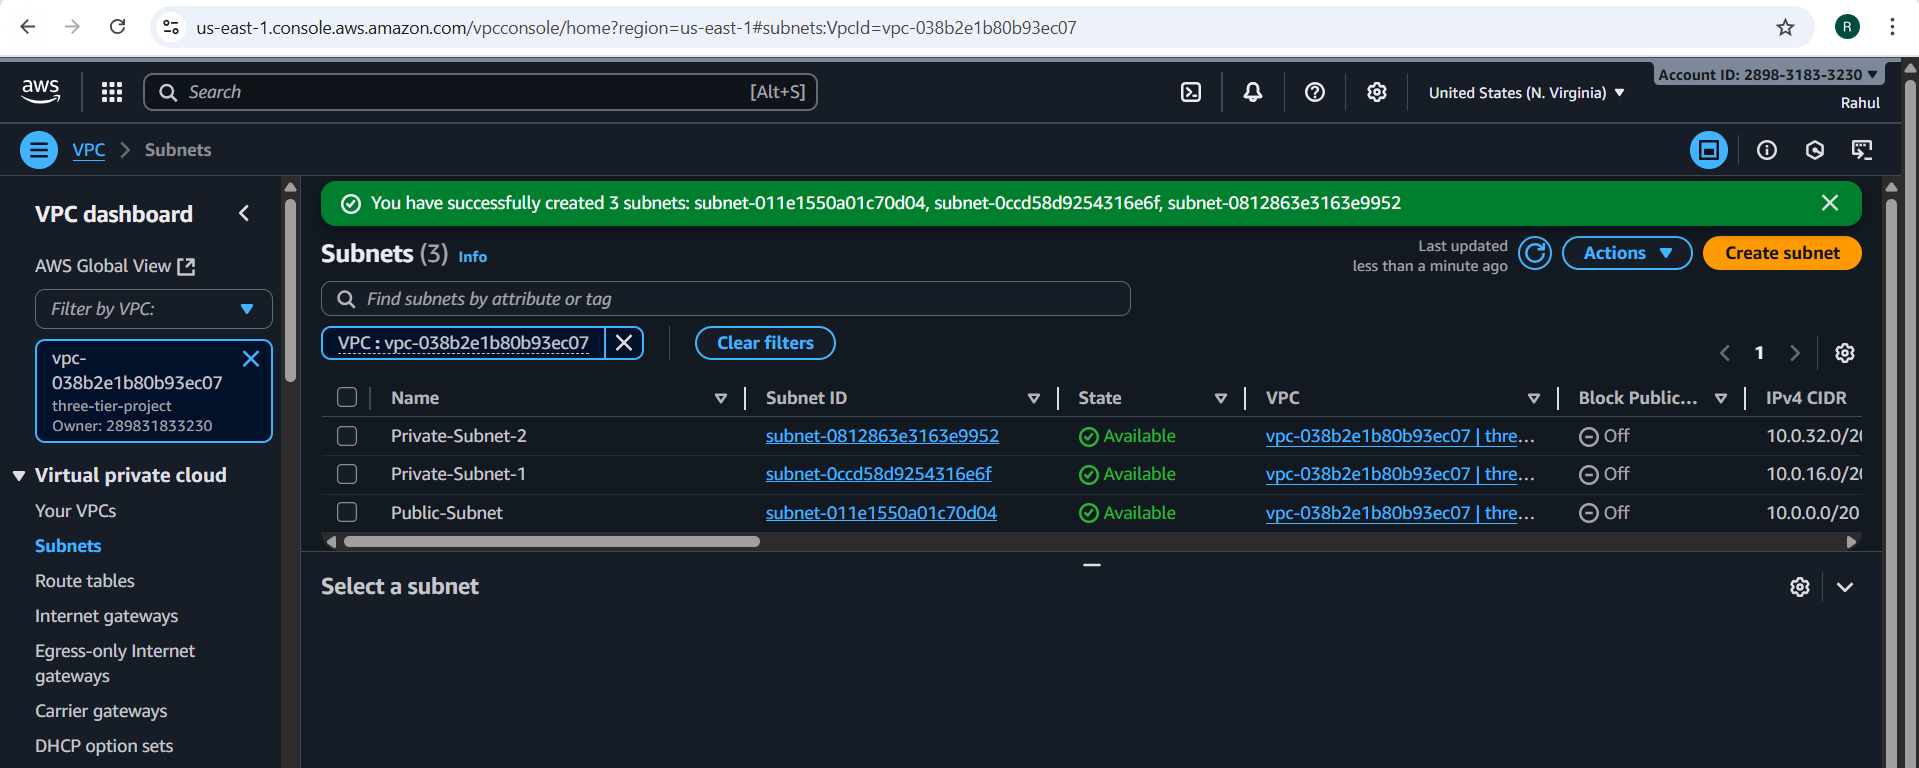 us-east-1.console.aws.amazon.com/vpcconsole/home?region=us-east-1#subnets:VpcId=vpc-038b2e1b80b93ec07
R
aws
Search
[Alt+S]
United States (N. Virginia)
Account ID: 2898-3183-3230
Rahul
VPC
Subnets
VPC dashboard
AWS Global View
Filter by VPC:
vpc-
038b2e1b80b93ec07
three-tier-project
Owner: 289831833230
Virtual private cloud
Your VPCs
Subnets
Route tables
Internet gateways
Egress-only Internet
gateways
Carrier gateways
DHCP option sets
You have successfully created 3 subnets: subnet-011e1550a01c70d04, subnet-0ccd58d9254316e6f, subnet-0812863e3163e9952
Subnets (3) Info
Last updated
less than a minute ago
Actions
Create subnet
Find subnets by attribute or tag
VPC : vpc-038b2e1b80b93ec07
Clear filters
1
Name Subnet ID State VPC Block Public... IPv4 CIDR
Private-Subnet-2 subnet-0812863e3163e9952 Available vpc-038b2e1b80b93ec07 | thre... Off 10.0.32.0/20
Private-Subnet-1 subnet-0ccd58d9254316e6f Available vpc-038b2e1b80b93ec07 | thre... Off 10.0.16.0/20
Public-Subnet subnet-011e1550a01c70d04 Available vpc-038b2e1b80b93ec07 | thre... Off 10.0.0.0/20
Select a subnet